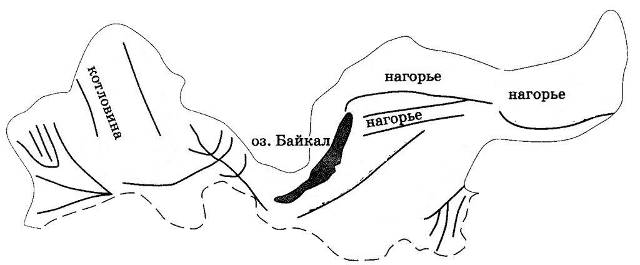 котловина
нагорье
нагорье
нагорье
оз. Байкал